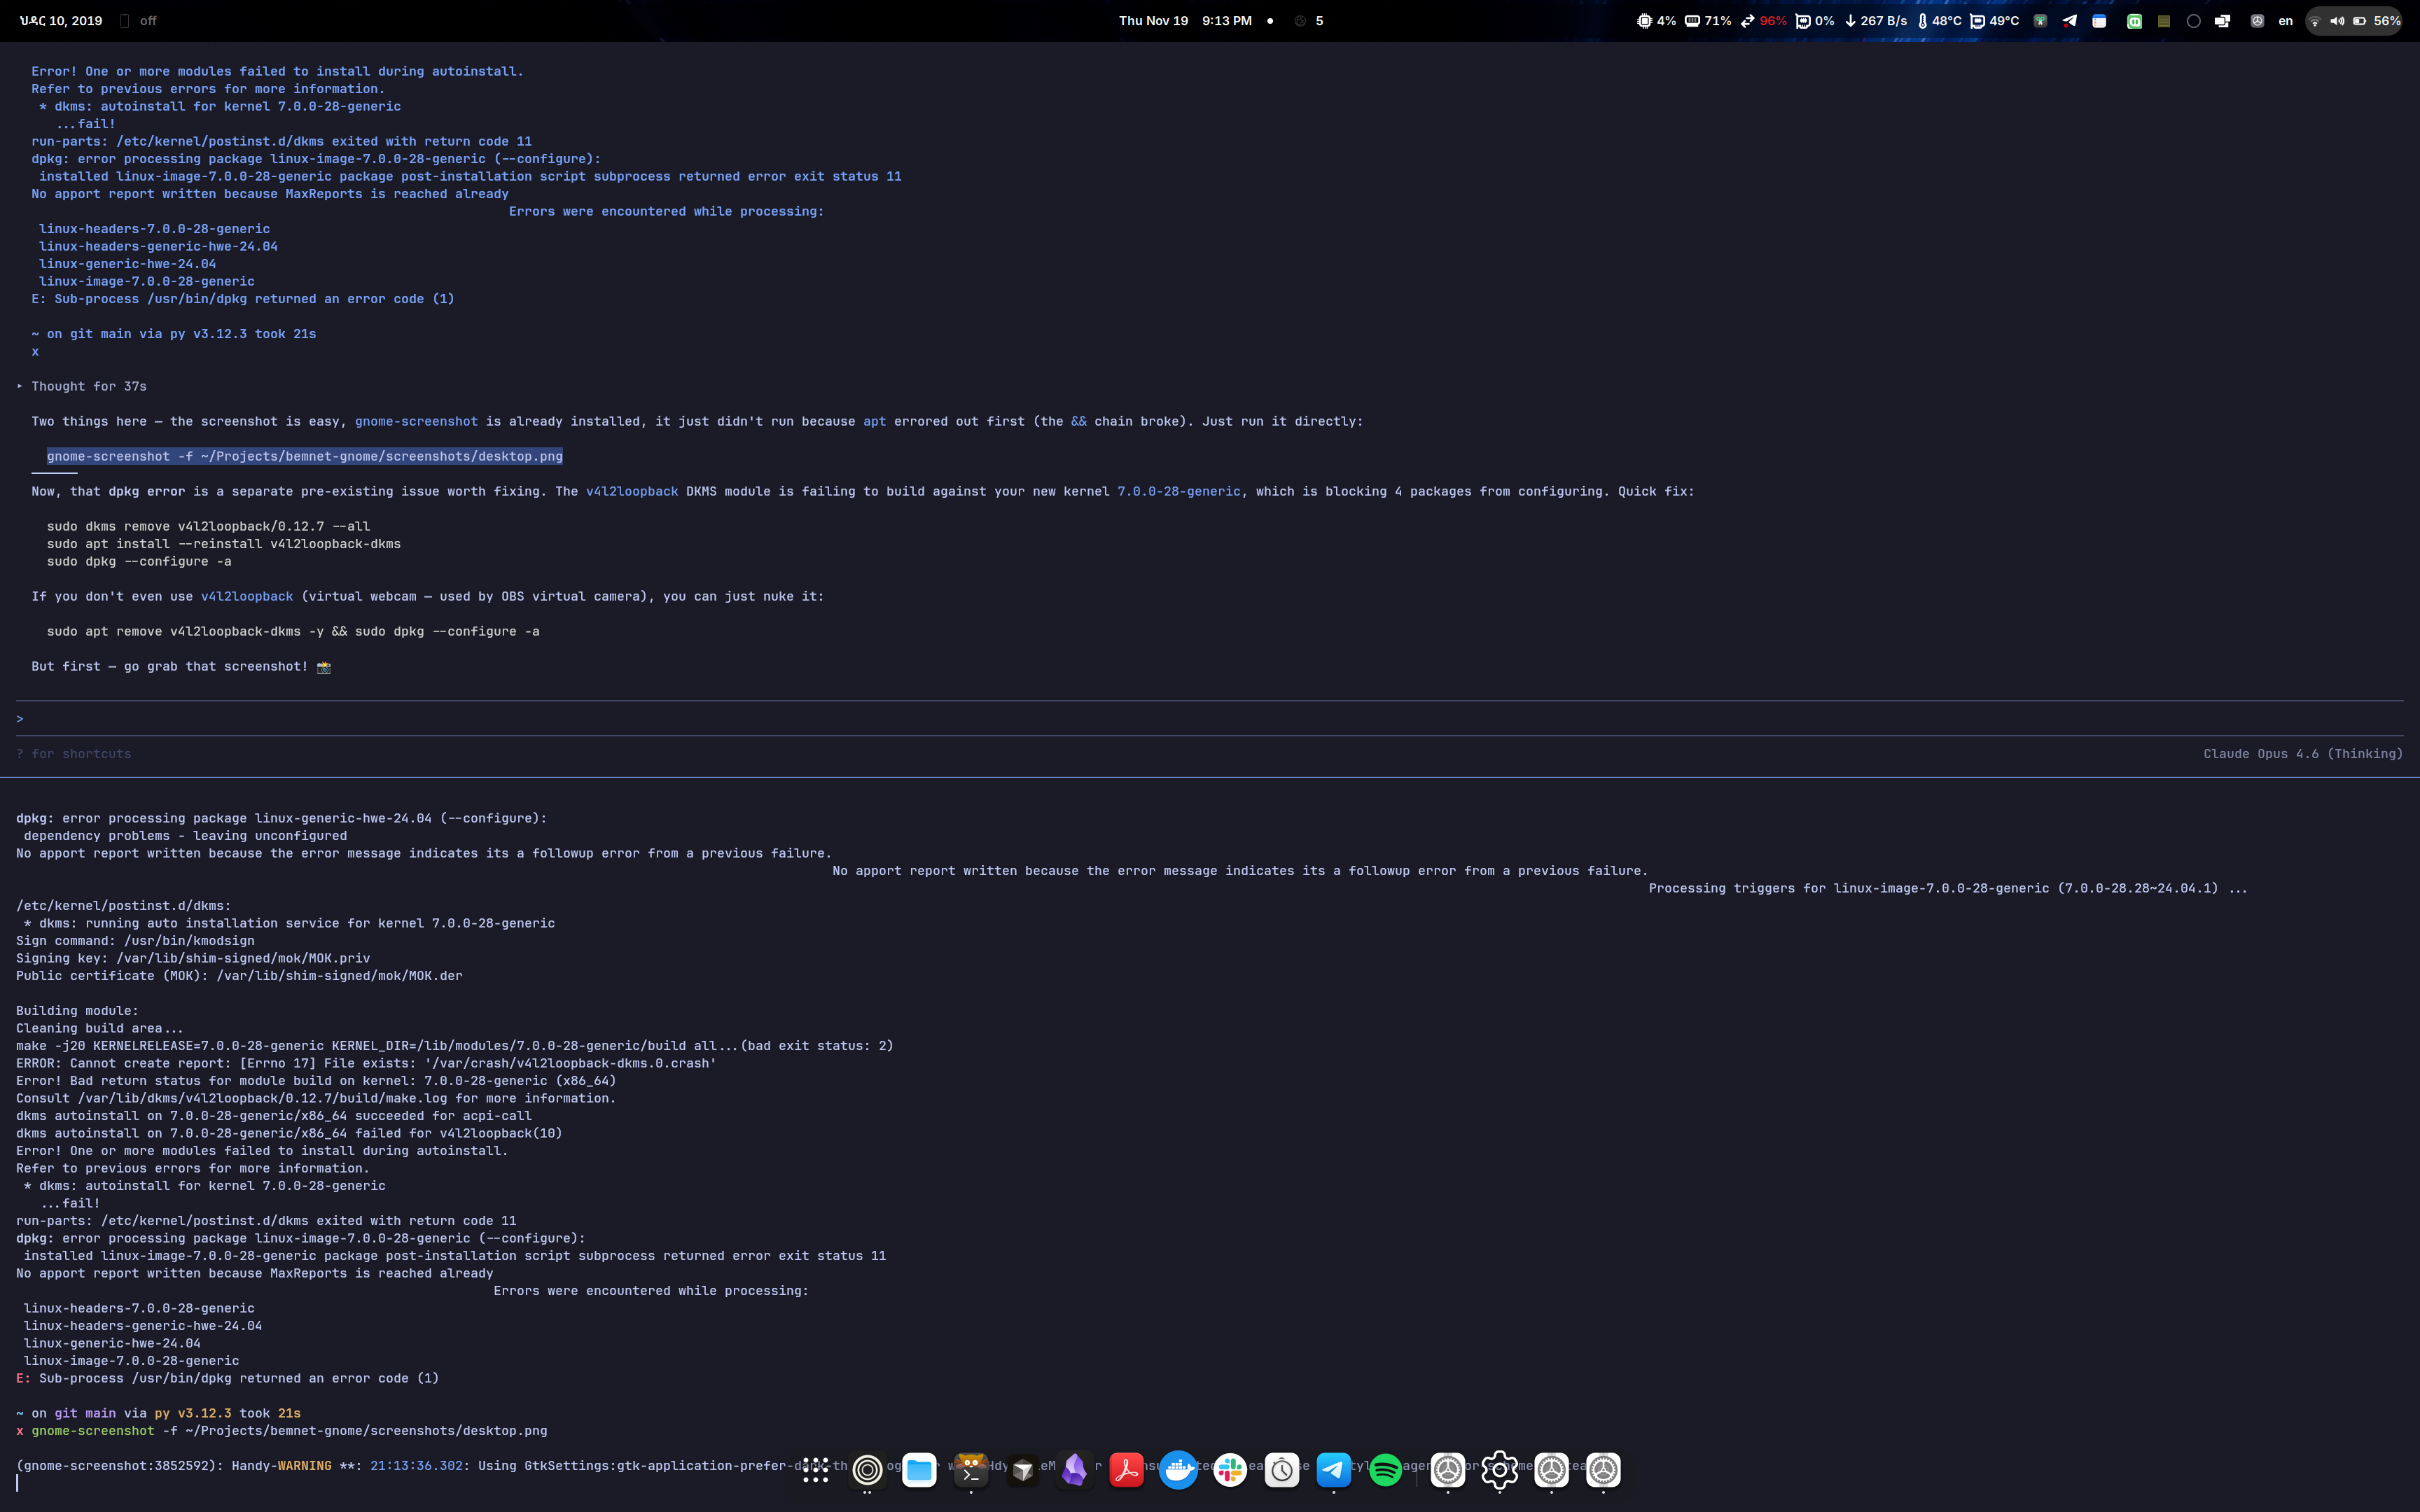 ህዳር 10, 2019 off Thu Nov 19 9:13 PM 5 4% 71% 96% 0% 267 B/s 48°C 49°C en 56%
Error! One or more modules failed to install during autoinstall.
Refer to previous errors for more information.
* dkms: autoinstall for kernel 7.0.0-28-generic
...fail!
run-parts: /etc/kernel/postinst.d/dkms exited with return code 11
dpkg: error processing package linux-image-7.0.0-28-generic (--configure):
installed linux-image-7.0.0-28-generic package post-installation script subprocess returned error exit status 11
No apport report written because MaxReports is reached already
Errors were encountered while processing:
linux-headers-7.0.0-28-generic
linux-headers-generic-hwe-24.04
linux-generic-hwe-24.04
linux-image-7.0.0-28-generic
E: Sub-process /usr/bin/dpkg returned an error code (1)
~ on git main via py v3.12.3 took 21s
x
▸ Thought for 37s
Two things here — the screenshot is easy, gnome-screenshot is already installed, it just didn't run because apt errored out first (the && chain broke). Just run it directly:
gnome-screenshot -f ~/Projects/bemnet-gnome/screenshots/desktop.png
Now, that dpkg error is a separate pre-existing issue worth fixing. The v4l2loopback DKMS module is failing to build against your new kernel 7.0.0-28-generic, which is blocking 4 packages from configuring. Quick fix:
sudo dkms remove v4l2loopback/0.12.7 --all
sudo apt install --reinstall v4l2loopback-dkms
sudo dpkg --configure -a
If you don't even use v4l2loopback (virtual webcam — used by OBS virtual camera), you can just nuke it:
sudo apt remove v4l2loopback-dkms -y && sudo dpkg --configure -a
But first — go grab that screenshot! 📸
>
? for shortcuts Claude Opus 4.6 (Thinking)
dpkg: error processing package linux-generic-hwe-24.04 (--configure):
dependency problems - leaving unconfigured
No apport report written because the error message indicates its a followup error from a previous failure.
No apport report written because the error message indicates its a followup error from a previous failure.
Processing triggers for linux-image-7.0.0-28-generic (7.0.0-28.28~24.04.1) ...
/etc/kernel/postinst.d/dkms:
* dkms: running auto installation service for kernel 7.0.0-28-generic
Sign command: /usr/bin/kmodsign
Signing key: /var/lib/shim-signed/mok/MOK.priv
Public certificate (MOK): /var/lib/shim-signed/mok/MOK.der
Building module:
Cleaning build area...
make -j20 KERNELRELEASE=7.0.0-28-generic KERNEL_DIR=/lib/modules/7.0.0-28-generic/build all...(bad exit status: 2)
ERROR: Cannot create report: [Errno 17] File exists: '/var/crash/v4l2loopback-dkms.0.crash'
Error! Bad return status for module build on kernel: 7.0.0-28-generic (x86_64)
Consult /var/lib/dkms/v4l2loopback/0.12.7/build/make.log for more information.
dkms autoinstall on 7.0.0-28-generic/x86_64 succeeded for acpi-call
dkms autoinstall on 7.0.0-28-generic/x86_64 failed for v4l2loopback(10)
Error! One or more modules failed to install during autoinstall.
Refer to previous errors for more information.
* dkms: autoinstall for kernel 7.0.0-28-generic
...fail!
run-parts: /etc/kernel/postinst.d/dkms exited with return code 11
dpkg: error processing package linux-image-7.0.0-28-generic (--configure):
installed linux-image-7.0.0-28-generic package post-installation script subprocess returned error exit status 11
No apport report written because MaxReports is reached already
Errors were encountered while processing:
linux-headers-7.0.0-28-generic
linux-headers-generic-hwe-24.04
linux-generic-hwe-24.04
linux-image-7.0.0-28-generic
E: Sub-process /usr/bin/dpkg returned an error code (1)
~ on git main via py v3.12.3 took 21s
x gnome-screenshot -f ~/Projects/bemnet-gnome/screenshots/desktop.png
(gnome-screenshot:3852592): Handy-WARNING **: 21:13:36.302: Using GtkSettings:gtk-application-prefer-dark-th